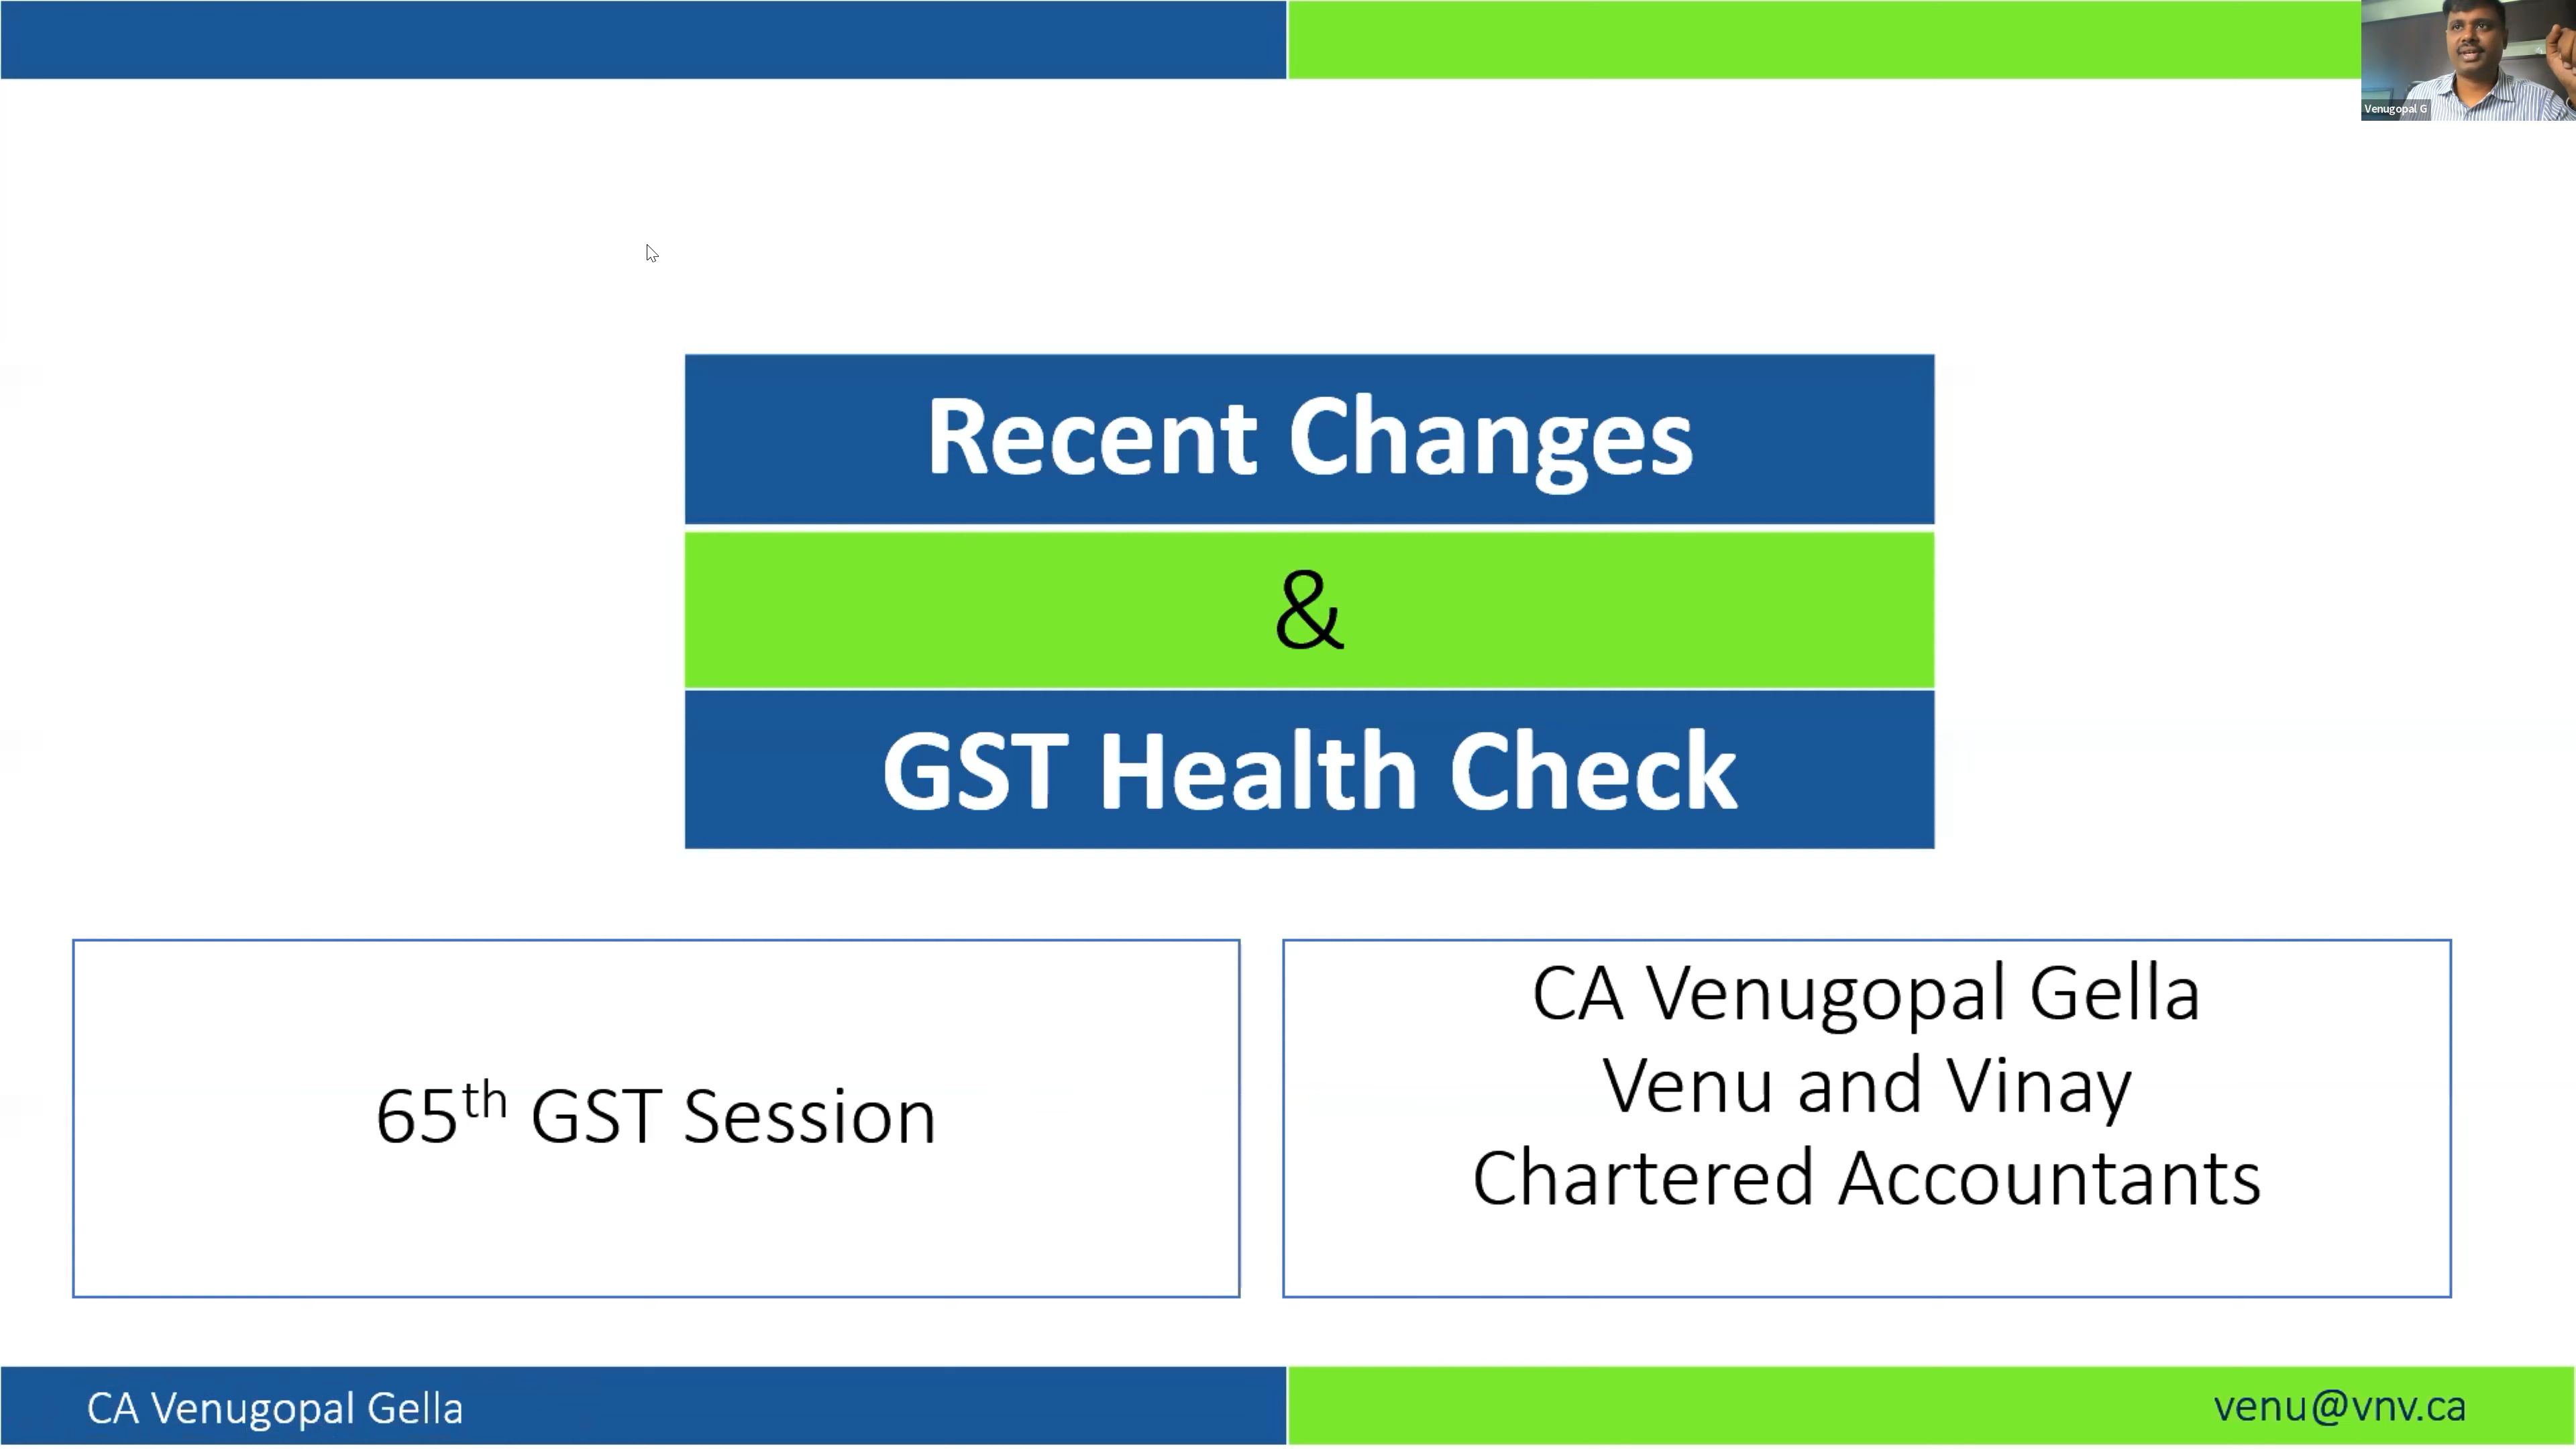 Venugopal G
Recent Changes
&
GST Health Check
65th GST Session
CA Venugopal Gella
Venu and Vinay
Chartered Accountants
CA Venugopal Gella
venu@vnv.ca